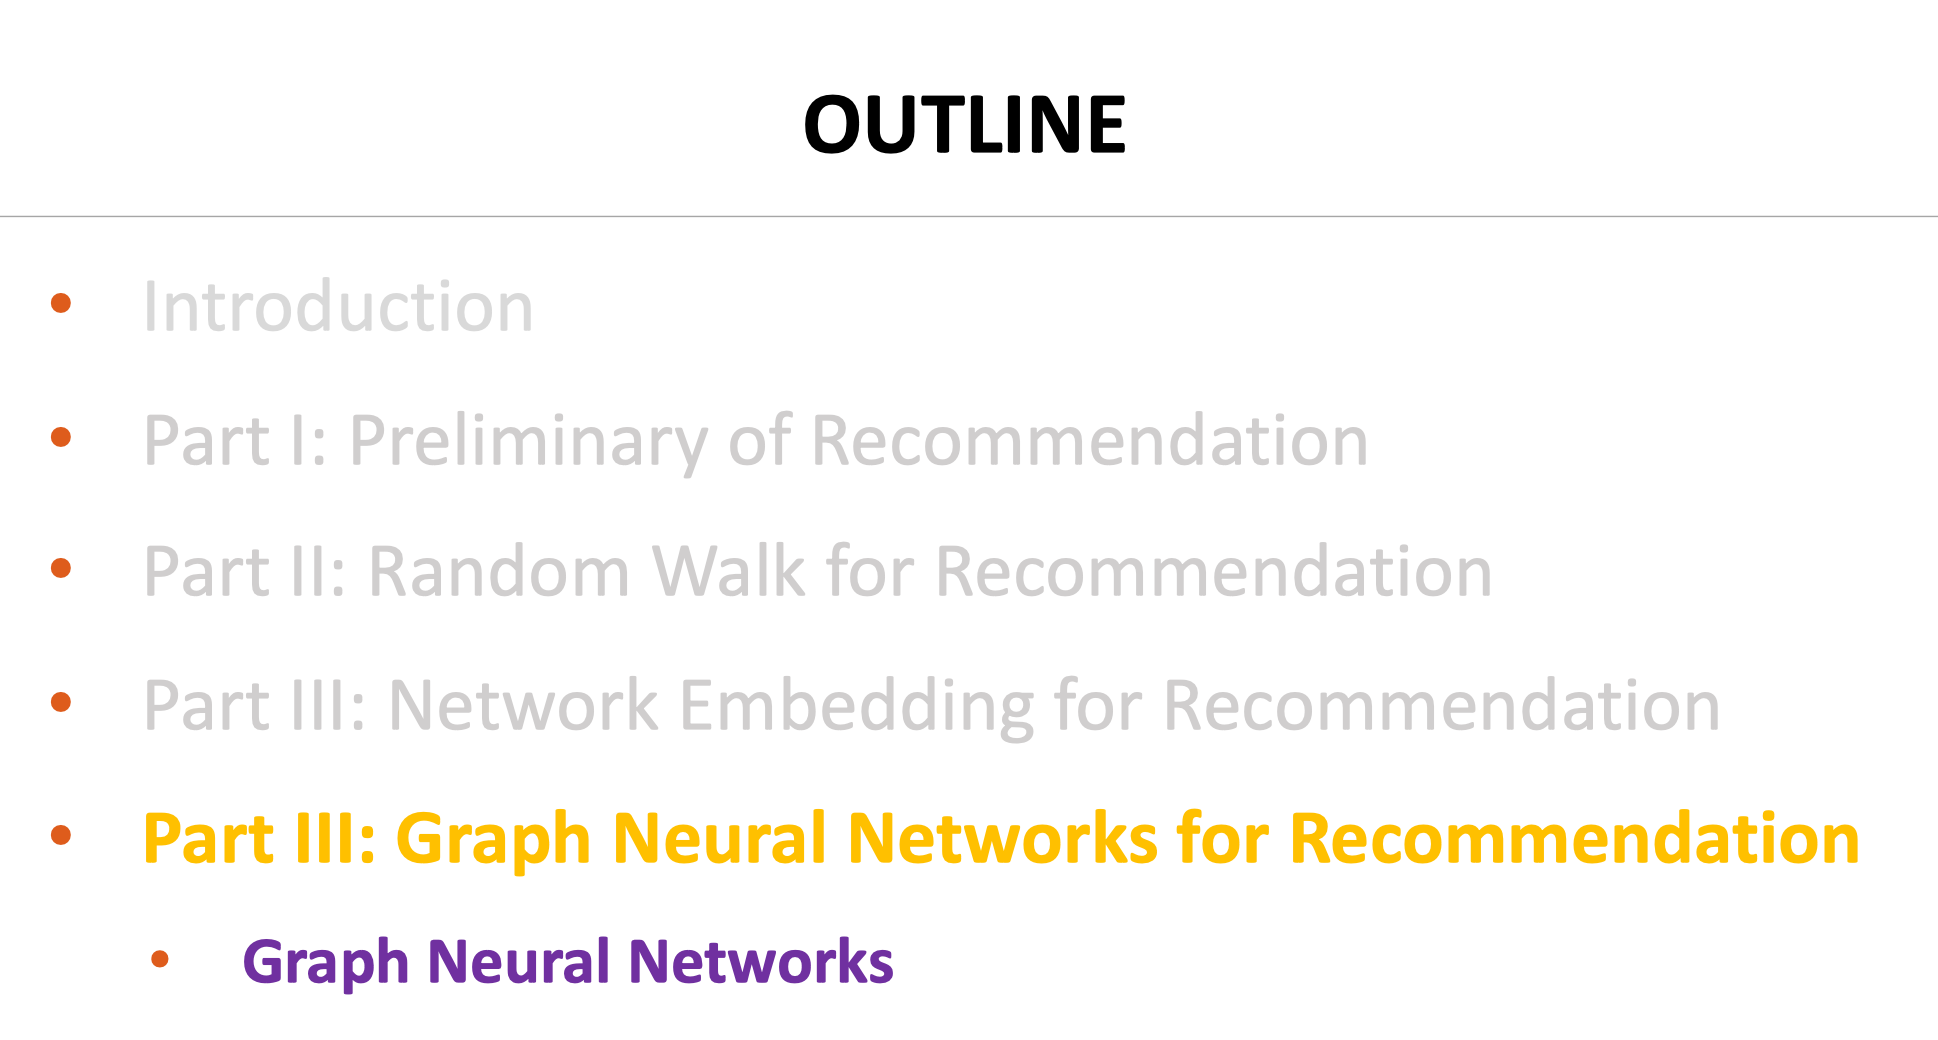 OUTLINE
• Introduction
• Part I: Preliminary of Recommendation
• Part II: Random Walk for Recommendation
• Part III: Network Embedding for Recommendation
• Part III: Graph Neural Networks for Recommendation
• Graph Neural Networks